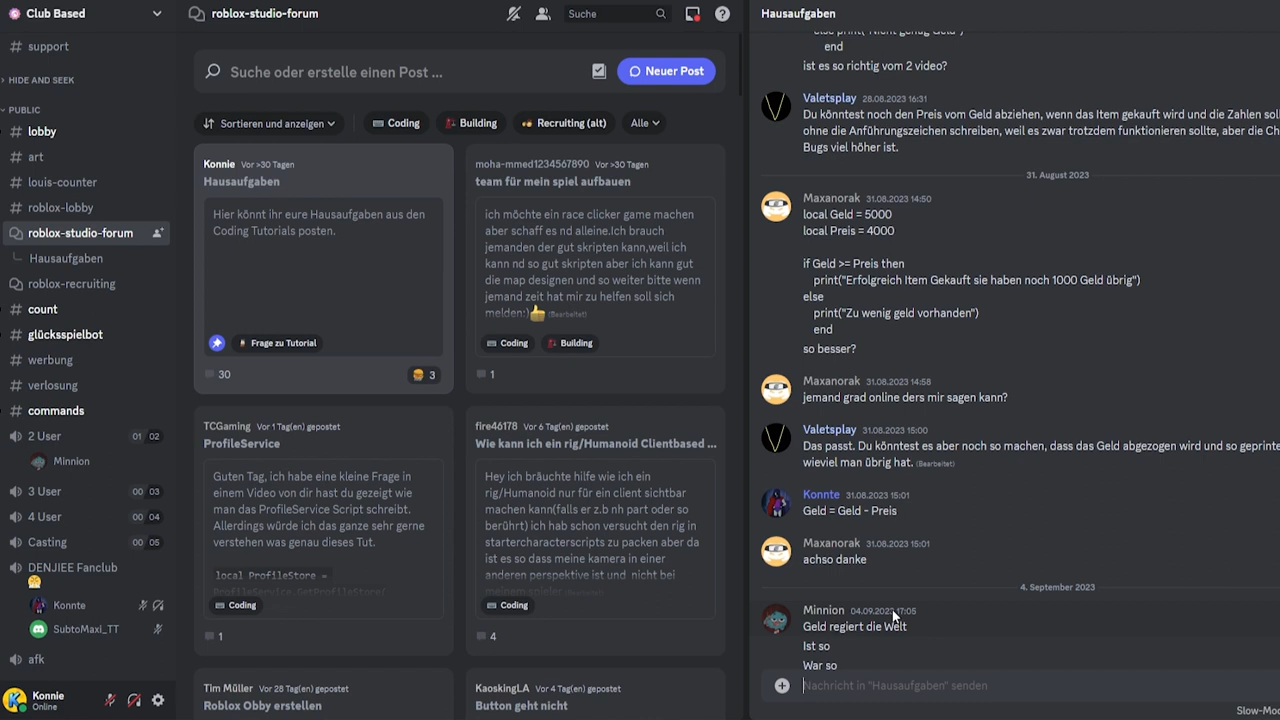 Club Based
support
HIDE AND SEEK
PUBLIC
lobby
art
louis-counter
roblox-lobby
roblox-studio-forum
Hausaufgaben
roblox-recruiting
count
glücksspielbot
werbung
verlosung
commands
2 User 01 02
Minnion
3 User 00 03
4 User 00 04
Casting 00 05
DENJIEE Fanclub
Konnte
SubtoMaxi_TT
afk
Konnie
Online
roblox-studio-forum
Suche
Suche oder erstelle einen Post ...
Neuer Post
Sortieren und anzeigen
Coding
Building
Recruiting (alt)
Alle
Konnie Vor >30 Tagen
Hausaufgaben
Hier könnt ihr eure Hausaufgaben aus den
Coding Tutorials posten.
Frage zu Tutorial
30
3
moha-mmed1234567890 Vor >30 Tagen
team für mein spiel aufbauen
ich möchte ein race clicker game machen
aber schaff es nd alleine.Ich brauch
jemanden der gut skripten kann,weil ich
kann nd so gut skripten aber ich kann gut
die map designen und so weiter bitte wenn
jemand zeit hat mir zu helfen soll sich
melden:) (Bearbeitet)
Coding
Building
1
TCGaming Vor 1 Tag(en) gepostet
ProfileService
Guten Tag, ich habe eine kleine Frage in
einem Video von dir hast du gezeigt wie
man das ProfileService Script schreibt.
Allerdings würde ich das ganze sehr gerne
verstehen was genau dieses Tut.
local ProfileStore =
ProfileService.GetProfileStore(
Coding
1
fire46178 Vor 6 Tag(en) gepostet
Wie kann ich ein rig/Humanoid Clientbased ...
Hey ich bräuchte hilfe wie ich ein
rig/Humanoid nur für ein client sichtbar
machen kann(falls er z.b nh part oder so
berührt) ich hab schon versucht den rig in
startercharacterscripts zu packen aber da
ist es so dass meine kamera in einer
anderen perspektive ist und nicht bei
meinem spieler
Coding
4
Tim Müller Vor 28 Tag(en) gepostet
Roblox Obby erstellen
KaoskingLA Vor 4 Tag(en) gepostet
Button geht nicht
Hausaufgaben
else print("Nicht genug Geld")
end
ist es so richtig vom 2 video?
Valetsplay 28.08.2023 16:31
Du könntest noch den Preis vom Geld abziehen, wenn das Item gekauft wird und die Zahlen sol
ohne die Anführungszeichen schreiben, weil es zwar trotzdem funktionieren sollte, aber die Ch
Bugs viel höher ist.
31. August 2023
Maxanorak 31.08.2023 14:50
local Geld = 5000
local Preis = 4000
if Geld >= Preis then
print("Erfolgreich Item Gekauft sie haben noch 1000 Geld übrig")
else
print("Zu wenig geld vorhanden")
end
so besser?
Maxanorak 31.08.2023 14:58
jemand grad online ders mir sagen kann?
Valetsplay 31.08.2023 15:00
Das passt. Du könntest es aber noch so machen, dass das Geld abgezogen wird und so geprinte
wieviel man übrig hat. (Bearbeitet)
Konnte 31.08.2023 15:01
Geld = Geld - Preis
Maxanorak 31.08.2023 15:01
achso danke
4. September 2023
Minnion 04.09.2023 17:05
Geld regiert die Welt
Ist so
War so
Nachricht in "Hausaufgaben" senden
Slow-Mod